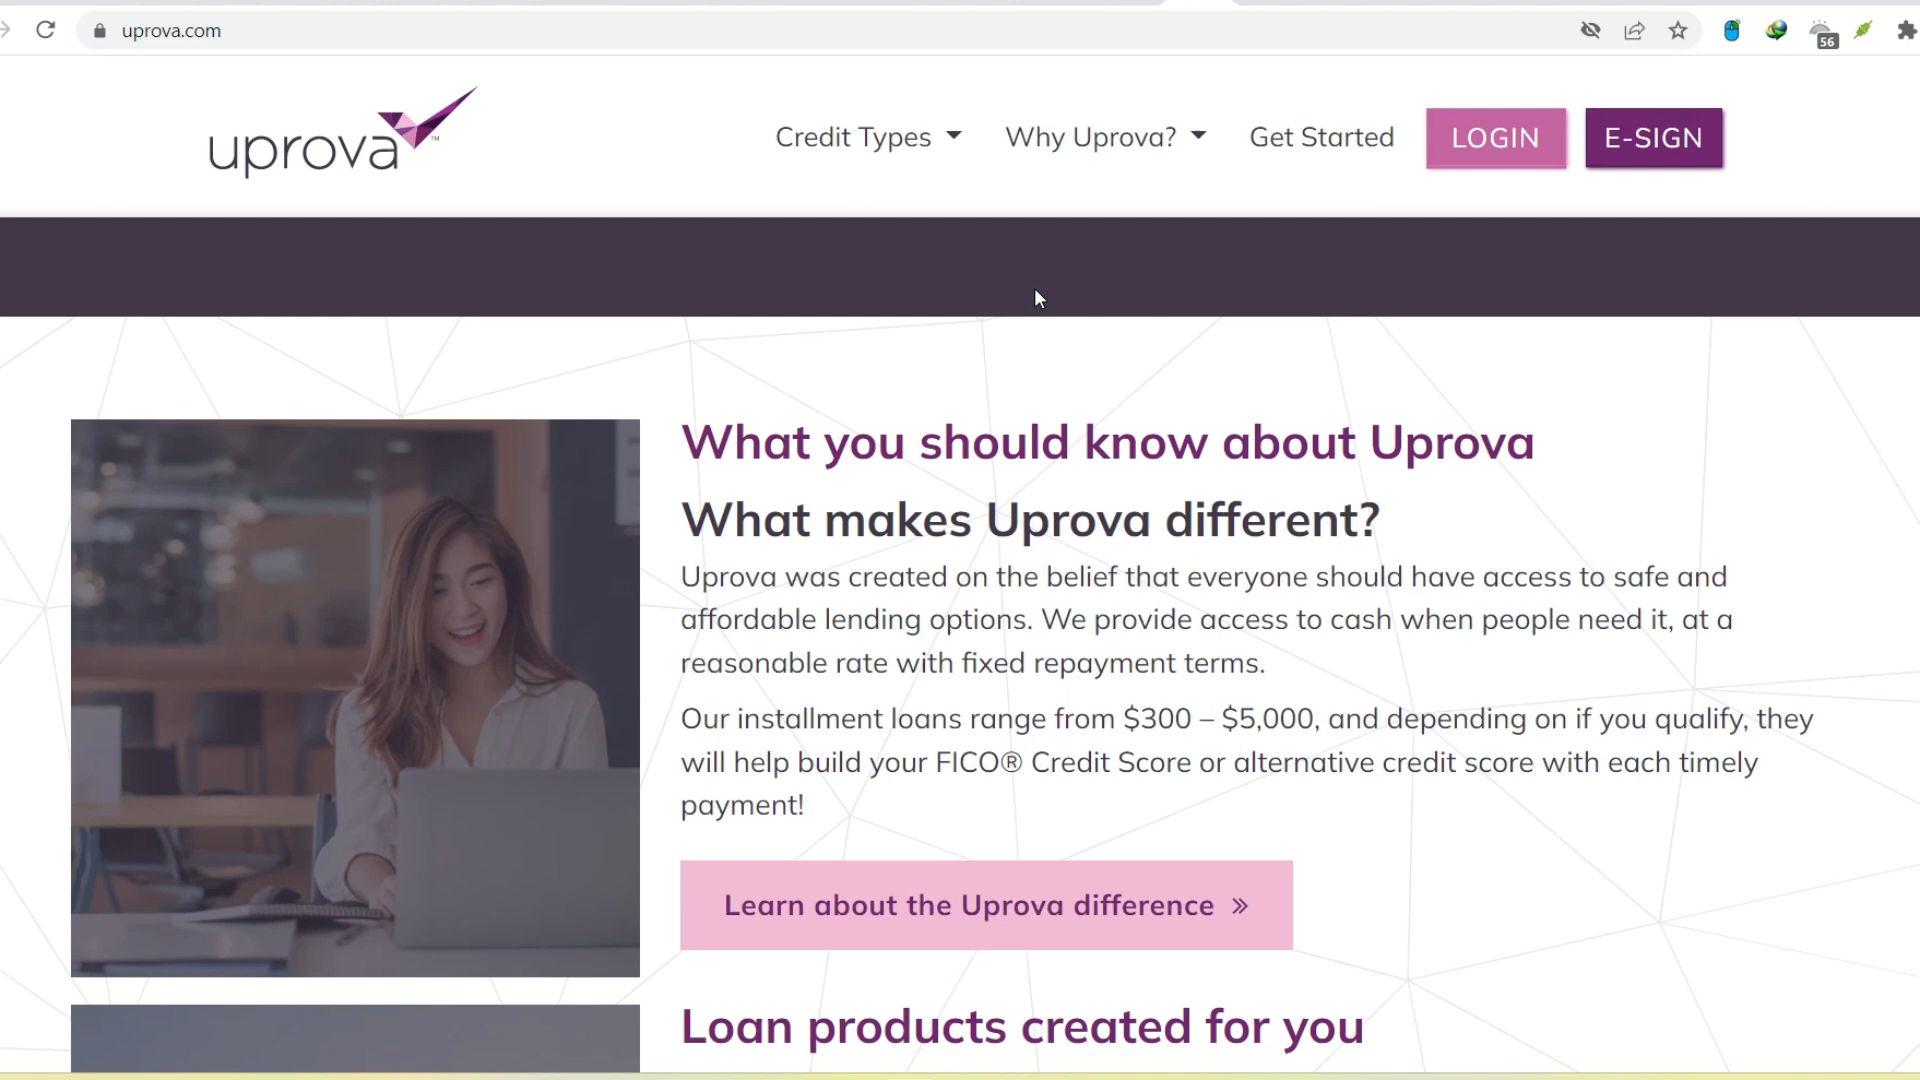 uprova.com
56
uprova™
Credit Types
Why Uprova?
Get Started
LOGIN
E-SIGN
What you should know about Uprova
What makes Uprova different?
Uprova was created on the belief that everyone should have access to safe and
affordable lending options. We provide access to cash when people need it, at a
reasonable rate with fixed repayment terms.
Our installment loans range from $300 – $5,000, and depending on if you qualify, they
will help build your FICO® Credit Score or alternative credit score with each timely
payment!
Learn about the Uprova difference »
Loan products created for you